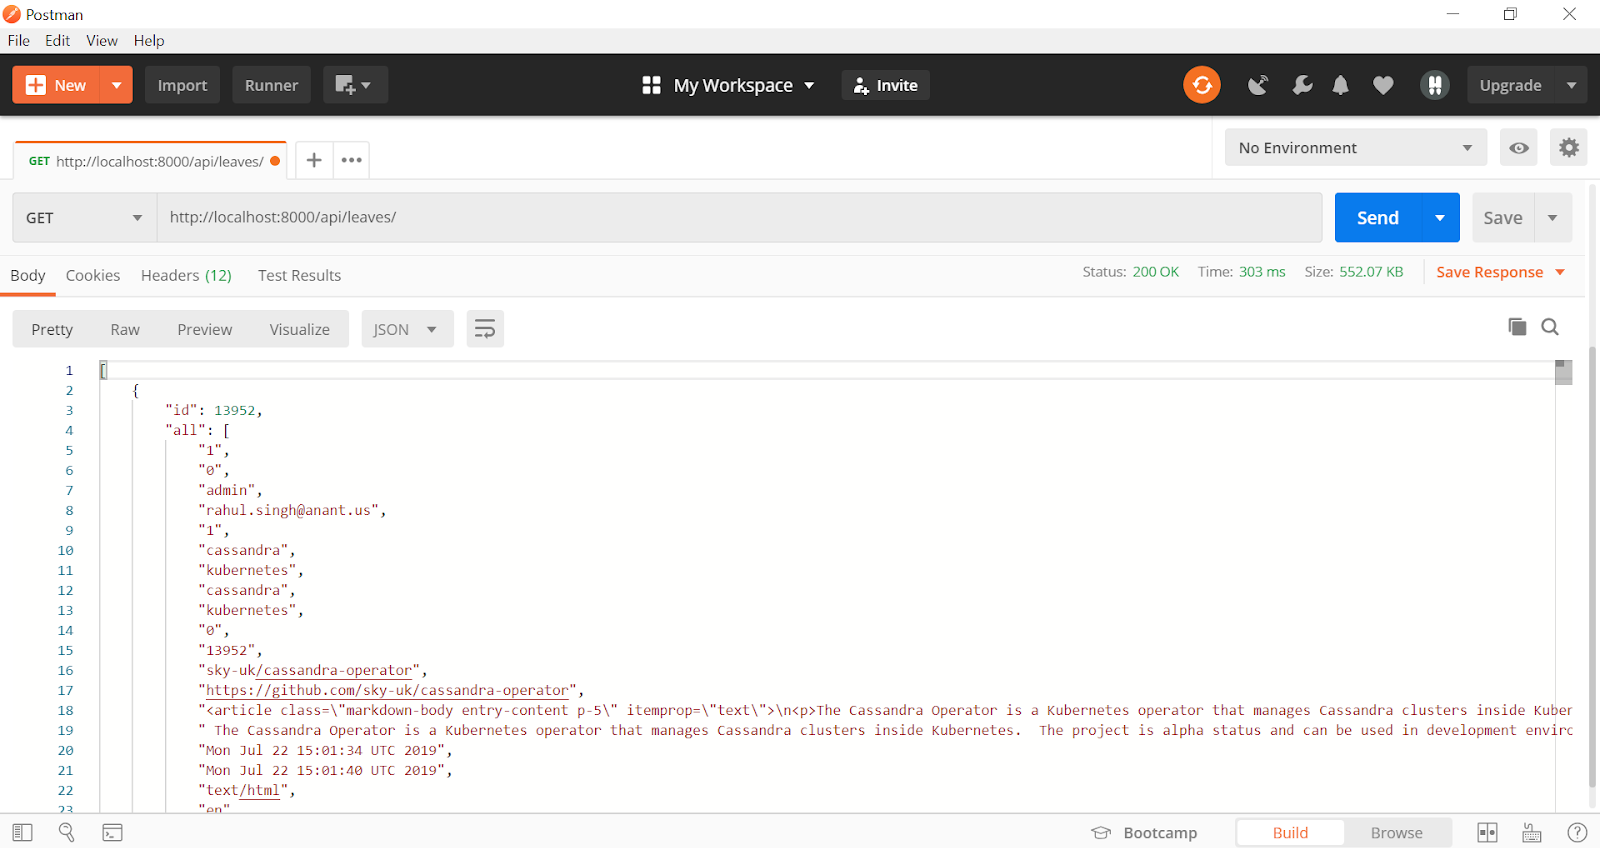 Postman
File Edit View Help
New Import Runner My Workspace Invite Upgrade
GET http://localhost:8000/api/leaves/ No Environment
GET http://localhost:8000/api/leaves/ Send Save
Body Cookies Headers (12) Test Results Status: 200 OK Time: 303 ms Size: 552.07 KB Save Response
Pretty Raw Preview Visualize JSON
1 [
2 {
3 "id": 13952,
4 "all": [
5 "1",
6 "0",
7 "admin",
8 "rahul.singh@anant.us",
9 "1",
10 "cassandra",
11 "kubernetes",
12 "cassandra",
13 "kubernetes",
14 "0",
15 "13952",
16 "sky-uk/cassandra-operator",
17 "https://github.com/sky-uk/cassandra-operator",
18 "<article class=\"markdown-body entry-content p-5\" itemprop=\"text\">\n<p>The Cassandra Operator is a Kubernetes operator that manages Cassandra clusters inside Kuber
19 " The Cassandra Operator is a Kubernetes operator that manages Cassandra clusters inside Kubernetes.  The project is alpha status and can be used in development enviro
20 "Mon Jul 22 15:01:34 UTC 2019",
21 "Mon Jul 22 15:01:40 UTC 2019",
22 "text/html",
23 "en"
Bootcamp Build Browse